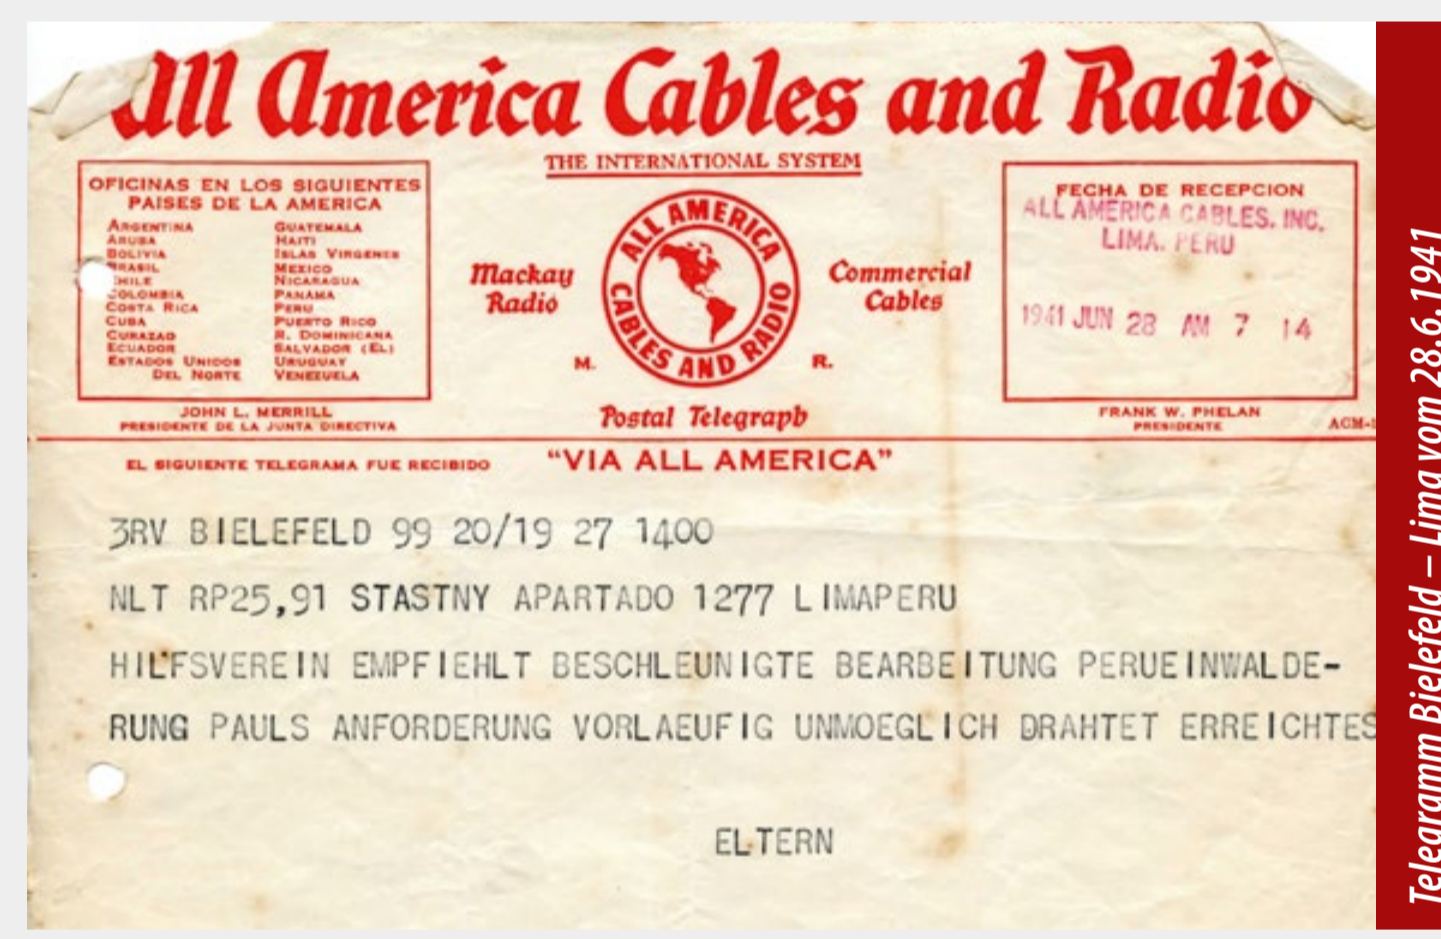 All America Cables and Radio
THE INTERNATIONAL SYSTEM
OFICINAS EN LOS SIGUIENTES
PAISES DE LA AMERICA
ARGENTINA GUATEMALA
ARUBA HAITI
BOLIVIA ISLAS VIRGENES
BRASIL MEXICO
CHILE NICARAGUA
COLOMBIA PANAMA
COSTA RICA PERU
CUBA PUERTO RICO
CURAZAO R. DOMINICANA
ECUADOR SALVADOR (EL)
ESTADOS UNIDOS URUGUAY
DEL NORTE VENEZUELA
JOHN L. MERRILL
PRESIDENTE DE LA JUNTA DIRECTIVA
Mackay
Radio
ALL AMERICA
CABLES AND RADIO
Commercial
Cables
M. R.
Postal Telegraph
FECHA DE RECEPCION
ALL AMERICA CABLES. INC.
LIMA. PERU
1941 JUN 28 AM 7 14
FRANK W. PHELAN
PRESIDENTE
EL SIGUIENTE TELEGRAMA FUE RECIBIDO "VIA ALL AMERICA"
3RV BIELEFELD 99 20/19 27 1400
NLT RP25,91 STASTNY APARTADO 1277 LIMAPERU
HILFSVEREIN EMPFIEHLT BESCHLEUNIGTE BEARBEITUNG PERUEINWALDE-
RUNG PAULS ANFORDERUNG VORLAEUFIG UNMOEGLICH DRAHTET ERREICHTES
ELTERN
Telegramm Bielefeld – Lima vom 28.6.1941